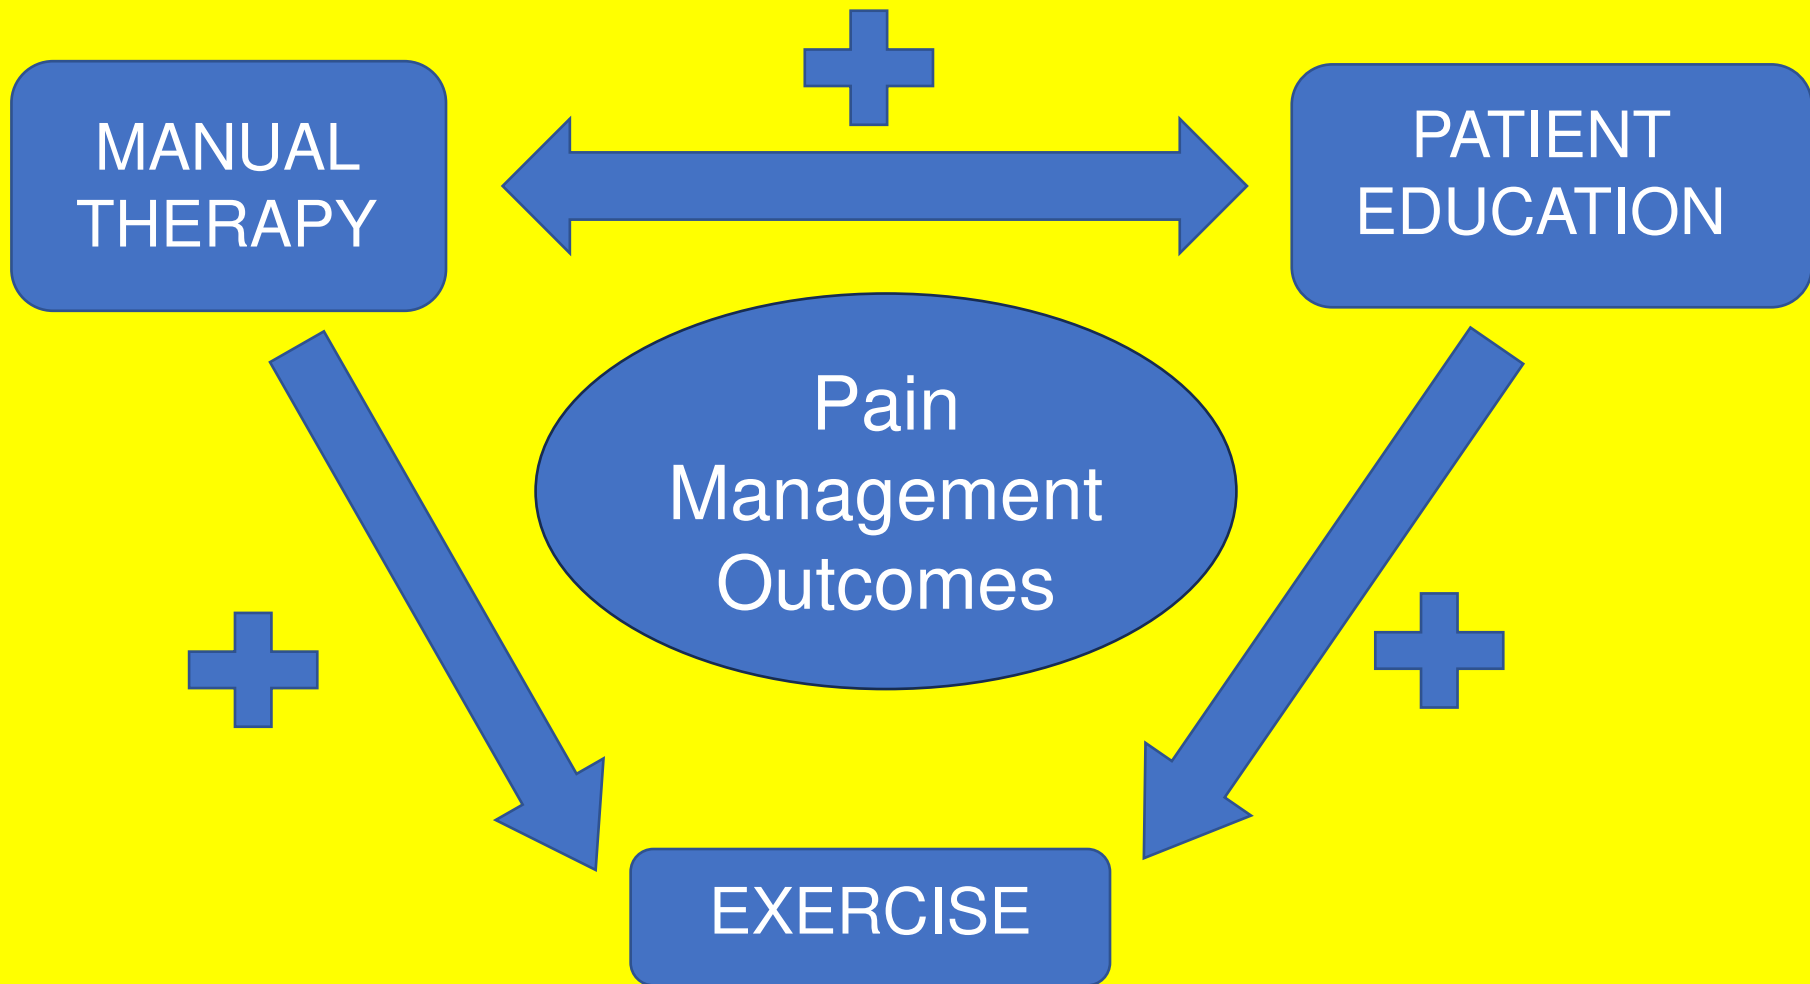 MANUAL
THERAPY
PATIENT
EDUCATION
Pain
Management
Outcomes
EXERCISE